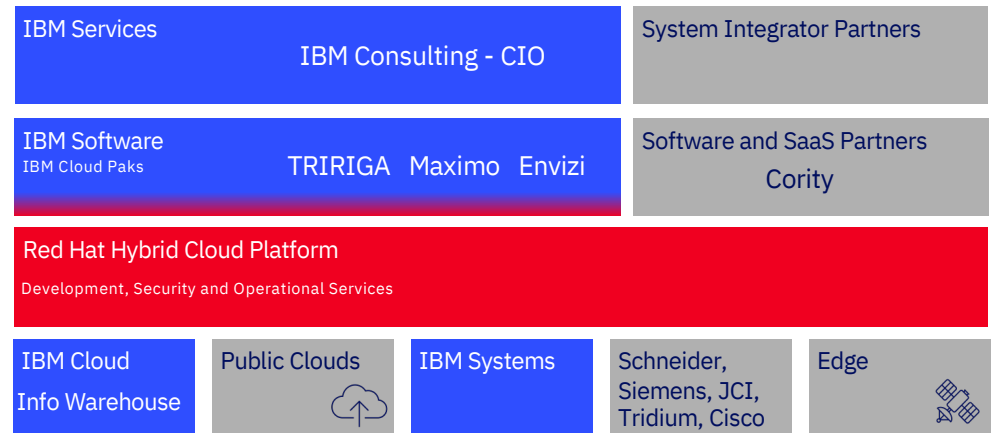 IBM Services
IBM Consulting - CIO
System Integrator Partners
IBM Software
IBM Cloud Paks
TRIRIGA Maximo Envizi
Software and SaaS Partners
Cority
Red Hat Hybrid Cloud Platform
Development, Security and Operational Services
IBM Cloud
Info Warehouse
Public Clouds
IBM Systems
Schneider,
Siemens, JCI,
Tridium, Cisco
Edge